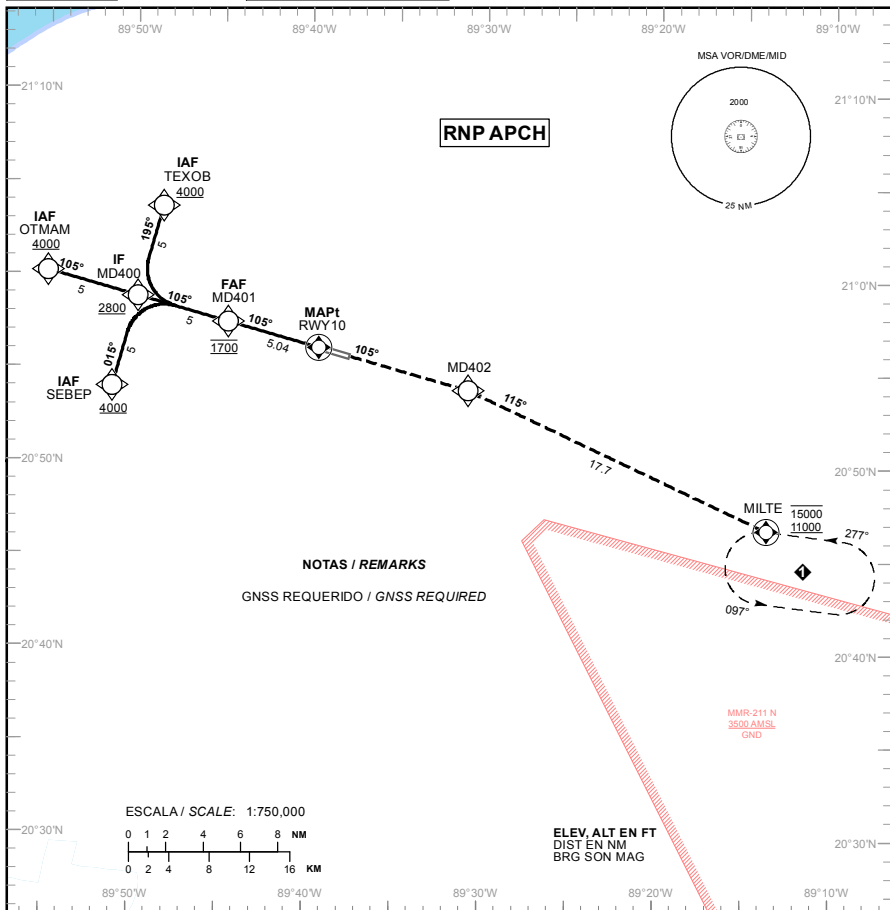 89°50'W
89°40'W
89°30'W
89°20'W
89°10'W
MSA VOR/DME/MID
2000
25 NM
21°10'N
21°10'N
RNP APCH
IAF
TEXOB
4000
195°
5
IAF
OTMAM
4000
105°
5
IF
MD400
2800
105°
5
FAF
MD401
1700
105°
5.04
MAPt
RWY10
105°
21°0'N
21°0'N
015°
5
IAF
SEBEP
4000
MD402
115°
17.7
20°50'N
20°50'N
MILTE
15000
11000
277°
1
097°
NOTAS / REMARKS
GNSS REQUERIDO / GNSS REQUIRED
20°40'N
20°40'N
MMR-211 N
3500 AMSL
GND
ESCALA / SCALE: 1:750,000
0 1 2 4 6 8 NM
0 2 4 8 12 16 KM
ELEV, ALT EN FT
DIST EN NM
BRG SON MAG
20°30'N
20°30'N
89°50'W
89°40'W
89°30'W
89°20'W
89°10'W